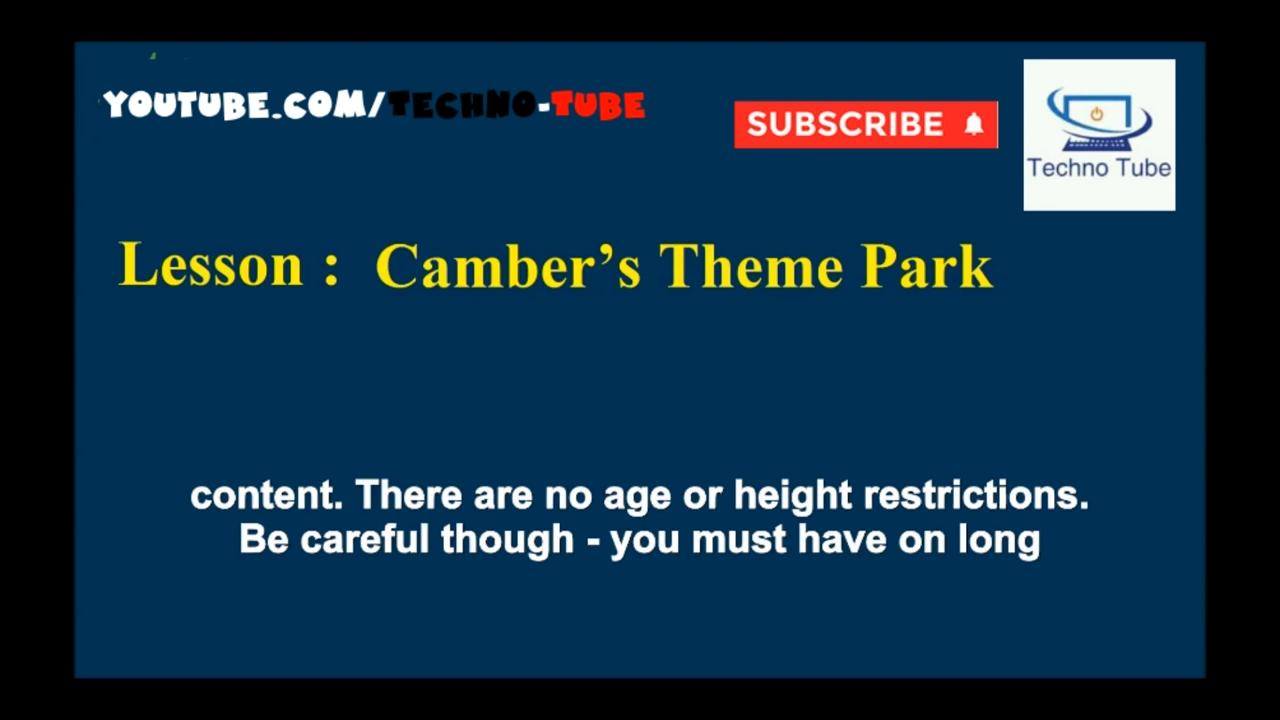 YOUTUBE.COM/TECHNO-TUBE
SUBSCRIBE
Techno Tube
Lesson : Camber’s Theme Park
content. There are no age or height restrictions.
Be careful though - you must have on long